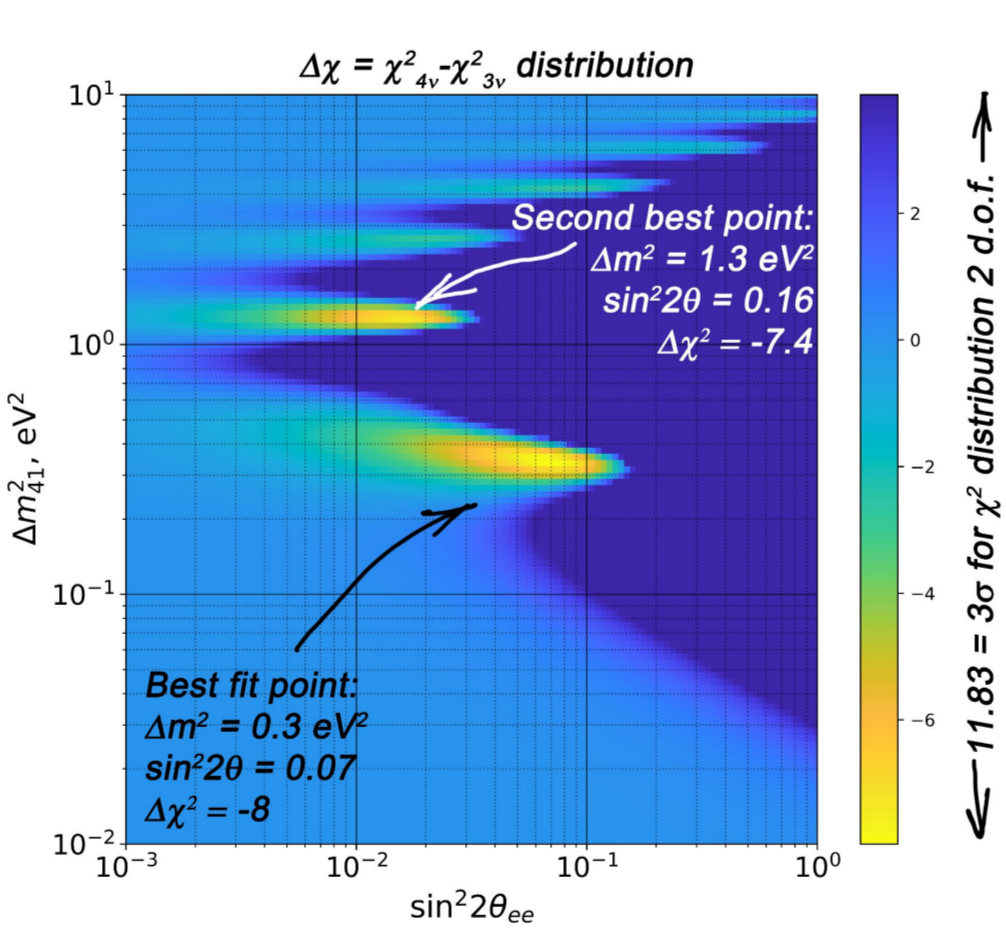 Δχ = χ²₄ᵥ-χ²₃ᵥ distribution
10¹
10⁰
10⁻¹
10⁻²
Δm²₄₁, eV²
Second best point:
Δm² = 1.3 eV²
sin²2θ = 0.16
Δχ² = -7.4
Best fit point:
Δm² = 0.3 eV²
sin²2θ = 0.07
Δχ² = -8
10⁻³
10⁻²
10⁻¹
10⁰
sin²2θₑₑ
2
0
−2
−4
−6
11.83 = 3σ for χ² distribution 2 d.o.f.